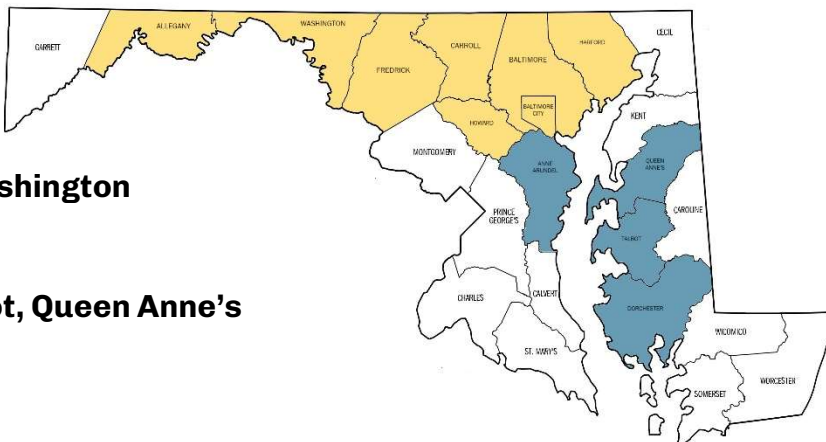 ALLEGANY
WASHINGTON
GARRETT
CARROLL
HARFORD
CECIL
BALTIMORE
FREDRICK
BALTIMORE
CITY
KENT
HOWARD
MONTGOMERY
ANNE
ARUNDEL
QUEEN
ANNE'S
shington
PRINCE
GEORGE'S
CAROLINE
TALBOT
ot, Queen Anne’s
CHARLES
CALVERT
DORCHESTER
WICOMICO
ST. MARY'S
SOMERSET
WORCESTER